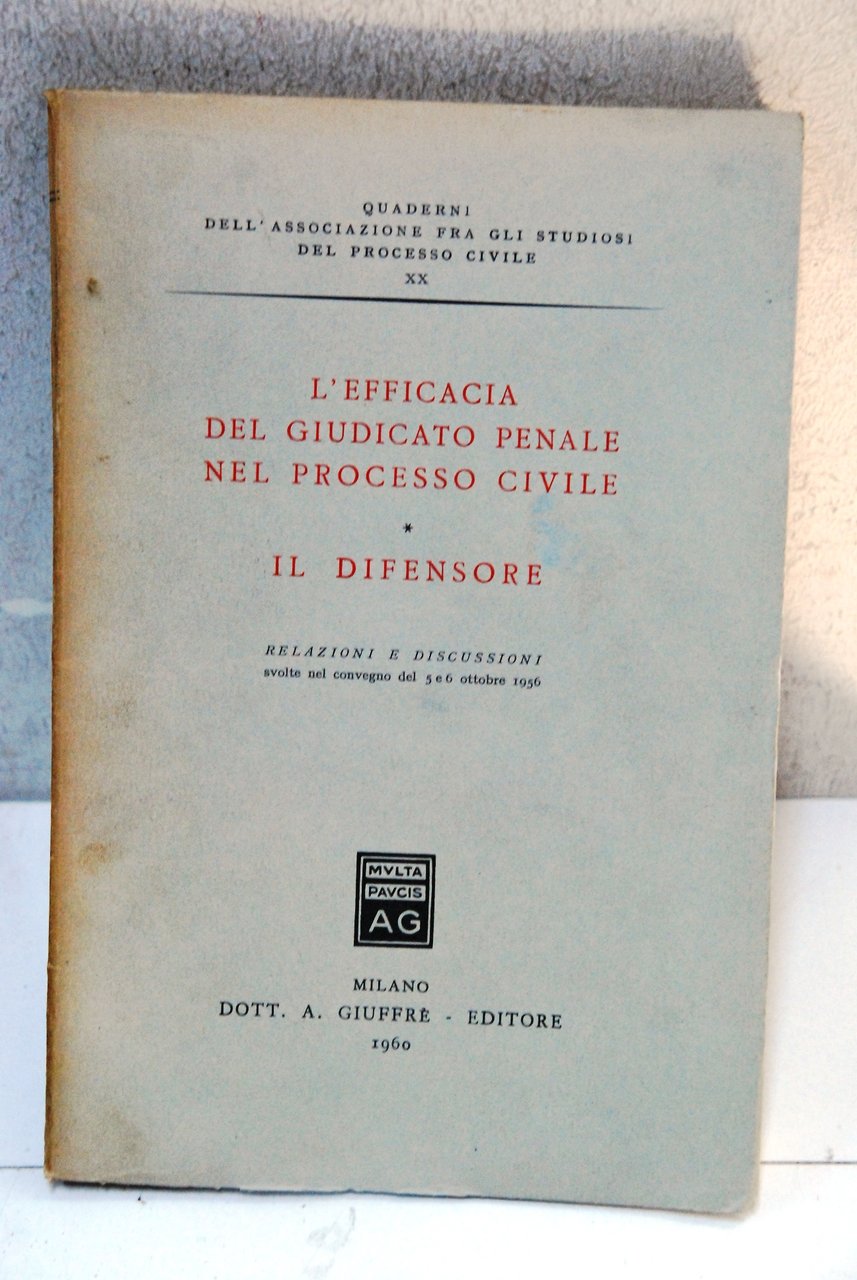 QUADERNI
DELL'ASSOCIAZIONE FRA GLI STUDIOSI
DEL PROCESSO CIVILE
XX
L'EFFICACIA
DEL GIUDICATO PENALE
NEL PROCESSO CIVILE
*
IL DIFENSORE
RELAZIONI E DISCUSSIONI
svolte nel convegno del 5 e 6 ottobre 1956
MVLTA
PAVCIS
AG
MILANO
DOTT. A. GIUFFRÈ - EDITORE
1960